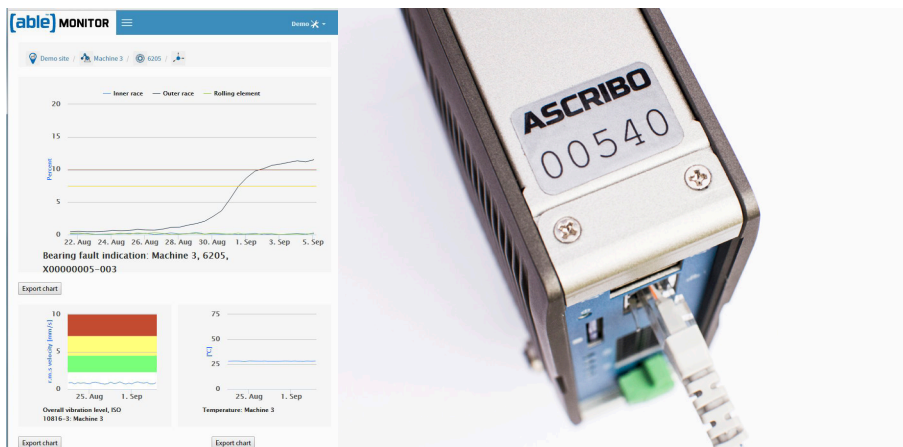 [able] MONITOR
Demo
Demo site / Machine 3 / 6205 /
Inner race Outer race Rolling element
20
15
10
5
0
Percent
22. Aug 24. Aug 26. Aug 28. Aug 30. Aug 1. Sep 3. Sep 5. Sep
Bearing fault indication: Machine 3, 6205,
X00000005-003
Export chart
10
5
0
r.m.s velocity [mm/s]
25. Aug 1. Sep
Overall vibration level, ISO
10816-3: Machine 3
Export chart
75
50
25
0
[°C]
25. Aug 1. Sep
Temperature: Machine 3
Export chart
ASCRIBO
00540